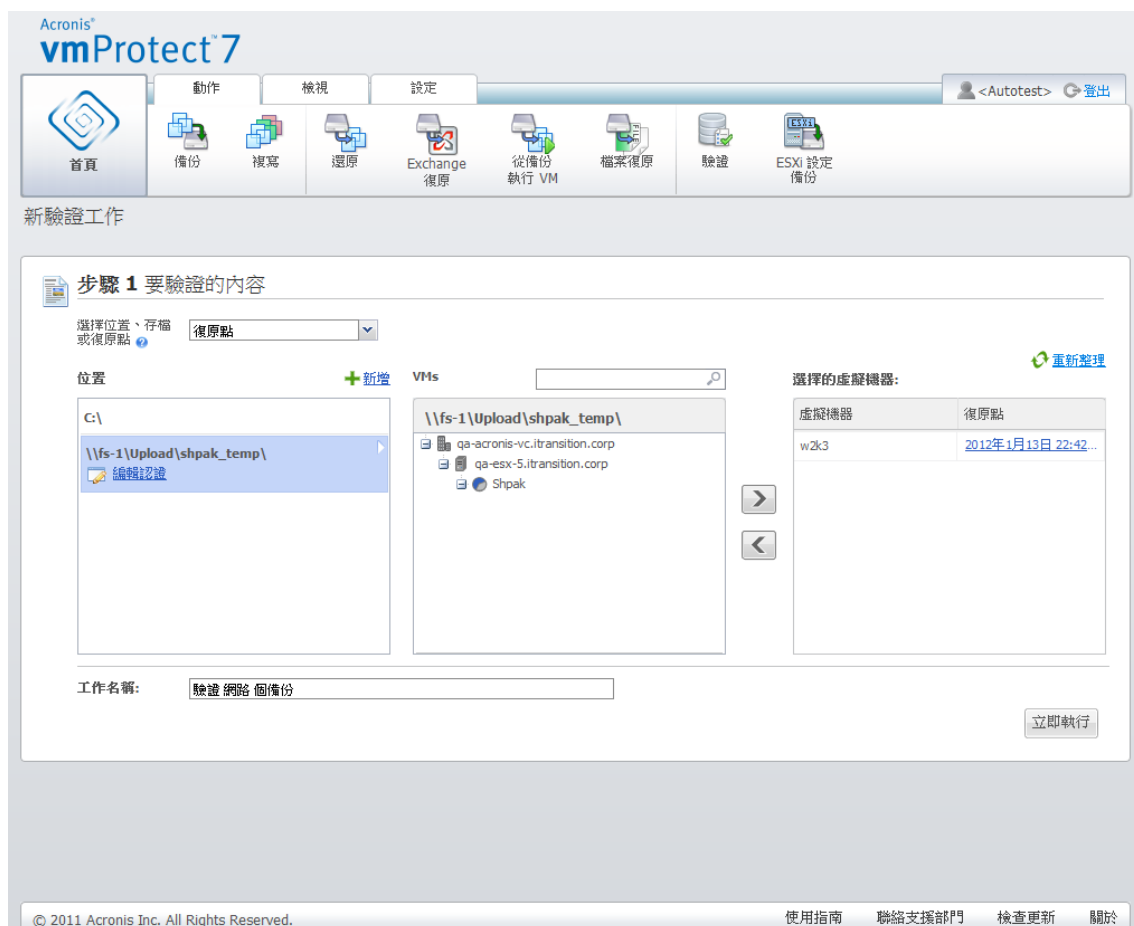 Acronis®
vmProtect™ 7
動作
檢視
設定
<Autotest>
登出
首頁
備份
複寫
還原
Exchange
復原
從備份
執行 VM
檔案復原
驗證
ESXi
ESXi 設定
備份
新驗證工作
步驟 1 要驗證的內容
選擇位置、存檔
或復原點
復原點
重新整理
位置
新增
VMs
選擇的虛擬機器:
C:\
\\fs-1\Upload\shpak_temp\
編輯認證
\\fs-1\Upload\shpak_temp\
qa-acronis-vc.itransition.corp
qa-esx-5.itransition.corp
Shpak
虛擬機器
復原點
w2k3
2012年1月13日 22:42...
工作名稱:
驗證 網路 個備份
立即執行
© 2011 Acronis Inc. All Rights Reserved.
使用指南
聯絡支援部門
檢查更新
關於